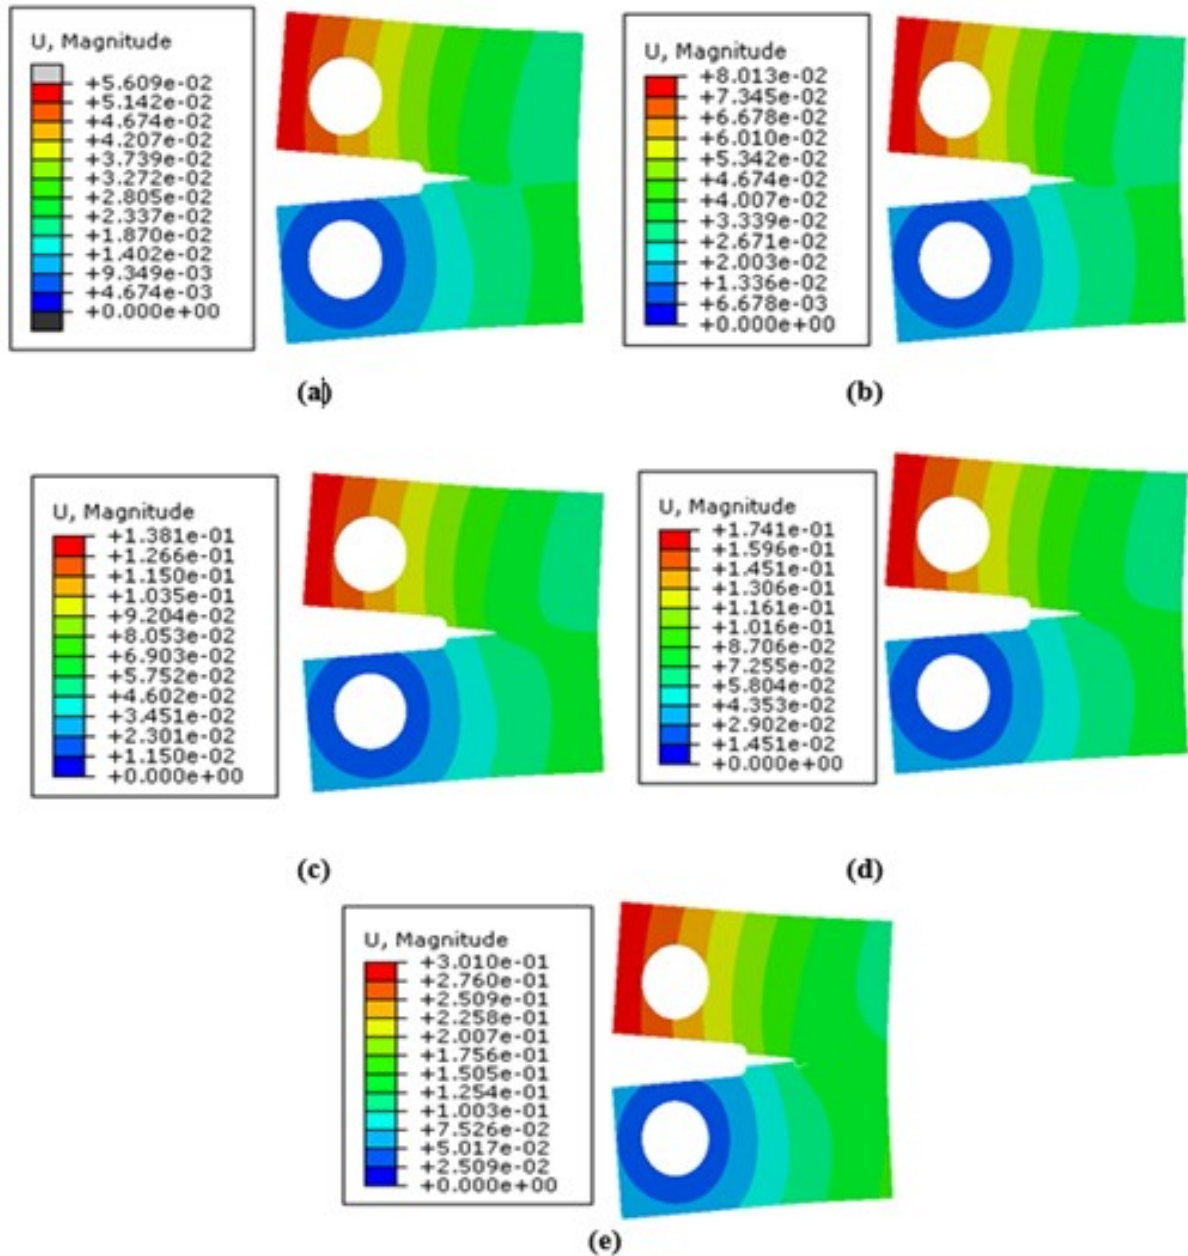 U, Magnitude
+5.609e-02
+5.142e-02
+4.674e-02
+4.207e-02
+3.739e-02
+3.272e-02
+2.805e-02
+2.337e-02
+1.870e-02
+1.402e-02
+9.349e-03
+4.674e-03
+0.000e+00
(a)
U, Magnitude
+8.013e-02
+7.345e-02
+6.678e-02
+6.010e-02
+5.342e-02
+4.674e-02
+4.007e-02
+3.339e-02
+2.671e-02
+2.003e-02
+1.336e-02
+6.678e-03
+0.000e+00
(b)
U, Magnitude
+1.381e-01
+1.266e-01
+1.150e-01
+1.035e-01
+9.204e-02
+8.053e-02
+6.903e-02
+5.752e-02
+4.602e-02
+3.451e-02
+2.301e-02
+1.150e-02
+0.000e+00
(c)
U, Magnitude
+1.741e-01
+1.596e-01
+1.451e-01
+1.306e-01
+1.161e-01
+1.016e-01
+8.706e-02
+7.255e-02
+5.804e-02
+4.353e-02
+2.902e-02
+1.451e-02
+0.000e+00
(d)
U, Magnitude
+3.010e-01
+2.760e-01
+2.509e-01
+2.258e-01
+2.007e-01
+1.756e-01
+1.505e-01
+1.254e-01
+1.003e-01
+7.526e-02
+5.017e-02
+2.509e-02
+0.000e+00
(e)